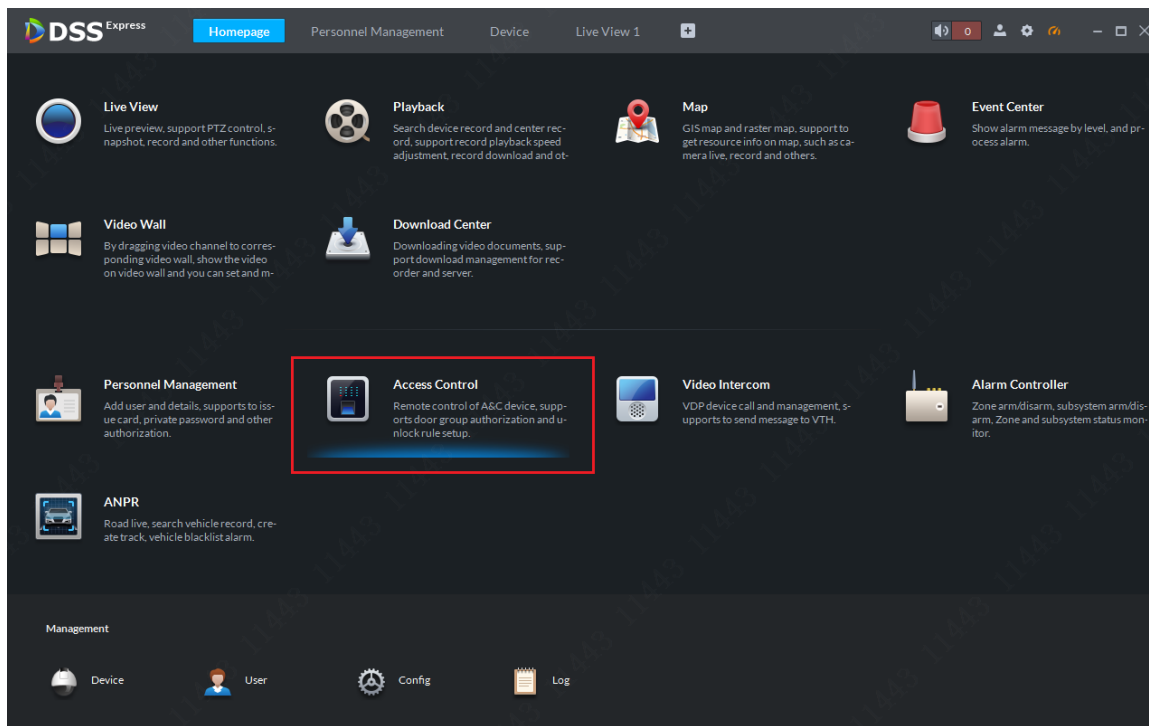 DSS Express
Homepage
Personnel Management
Device
Live View 1
0
Live View
Live preview, support PTZ control, s-
napshot, record and other functions.
Playback
Search device record and center rec-
ord, support record playback speed
adjustment, record download and ot-
Map
GIS map and raster map, support to
get resource info on map, such as ca-
mera live, record and others.
Event Center
Show alarm message by level, and pr-
ocess alarm.
Video Wall
By dragging video channel to corres-
ponding video wall, show the video
on video wall and you can set and m-
Download Center
Downloading video documents, sup-
port download management for rec-
order and server.
Personnel Management
Add user and details, supports to iss-
ue card, private password and other
authorization.
Access Control
Remote control of A&C device, supp-
orts door group authorization and u-
nlock rule setup.
Video Intercom
VDP device call and management, s-
upports to send message to VTH.
Alarm Controller
Zone arm/disarm, subsystem arm/dis-
arm, Zone and subsystem status mon-
itor.
ANPR
Road live, search vehicle record, cre-
ate track, vehicle blacklist alarm.
Management
Device
User
Config
Log